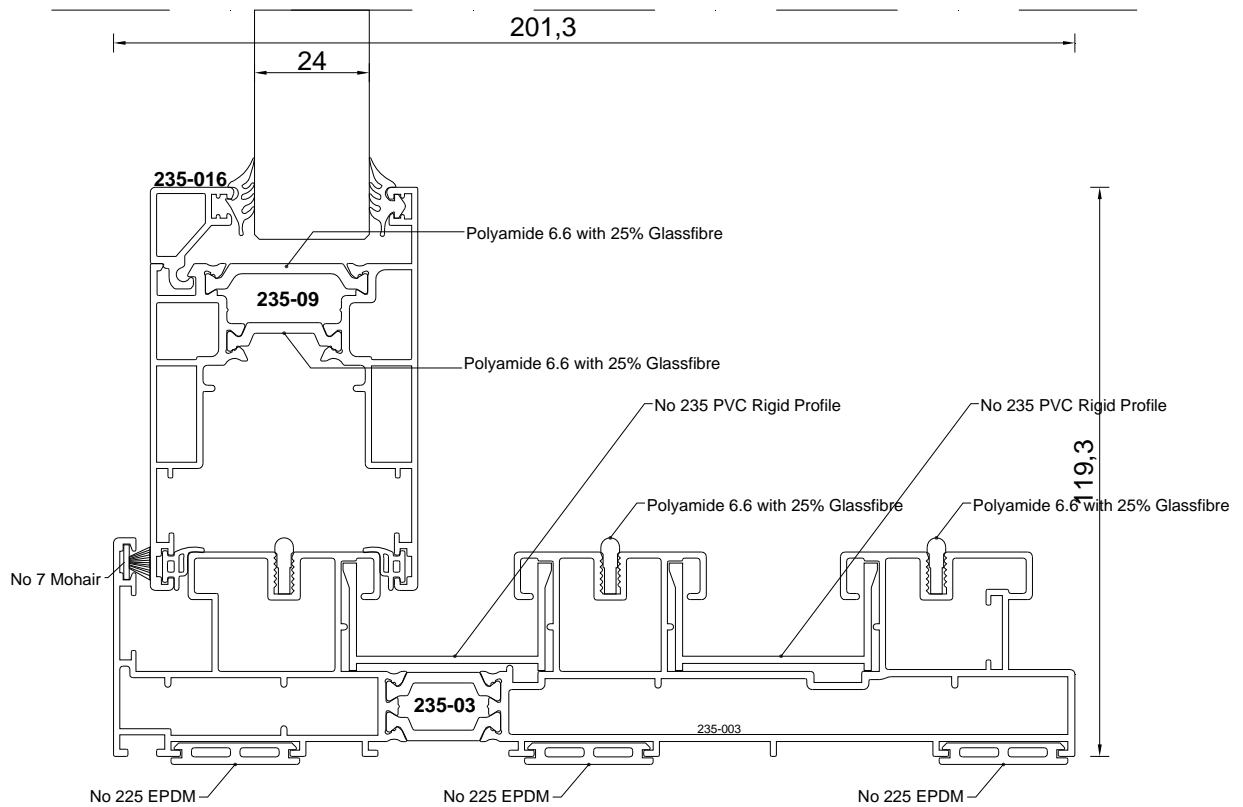 201,3
24
235-016
Polyamide 6.6 with 25% Glassfibre
235-09
Polyamide 6.6 with 25% Glassfibre
No 235 PVC Rigid Profile
No 235 PVC Rigid Profile
119,3
Polyamide 6.6 with 25% Glassfibre
Polyamide 6.6 with 25% Glassfibre
No 7 Mohair
235-03
235-003
No 225 EPDM
No 225 EPDM
No 225 EPDM